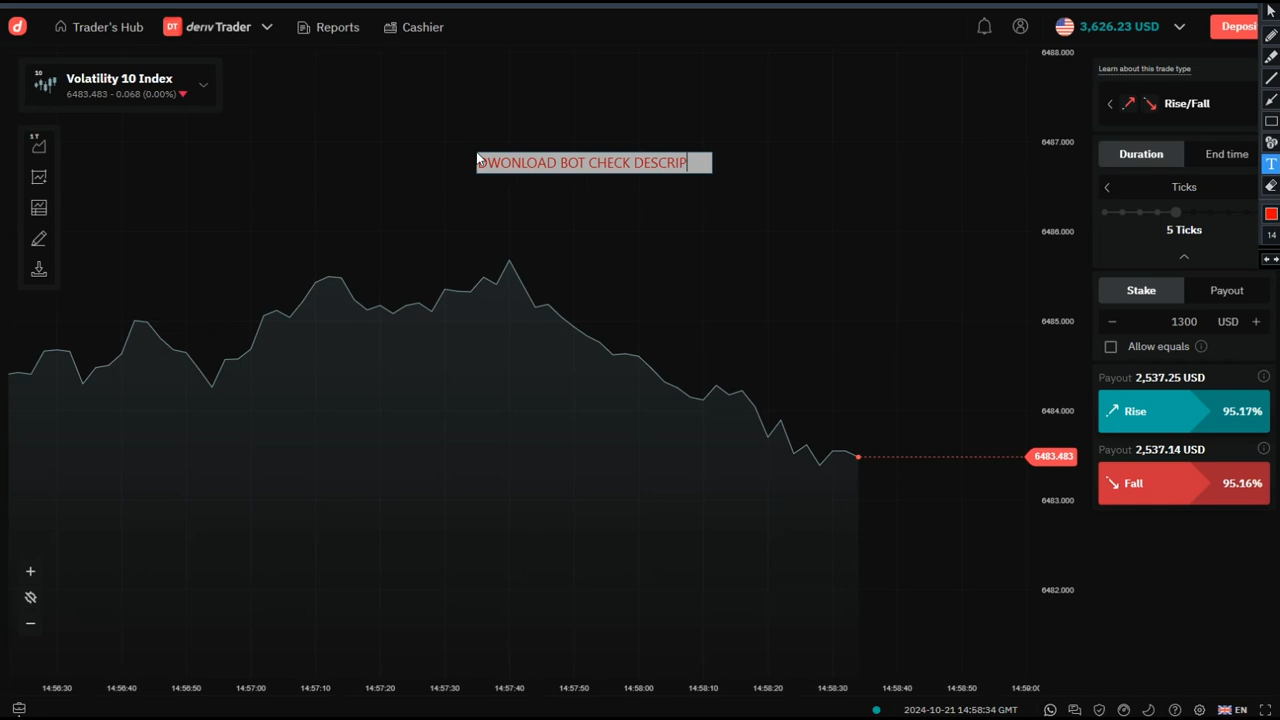 Trader's Hub
DT deriv Trader
Reports
Cashier
3,626.23 USD
Deposi
10
Volatility 10 Index
6483.483 - 0.068 (0.00%)
1 T
DWONLOAD BOT CHECK DESCRIP
6488.000
6487.000
6486.000
6485.000
6484.000
6483.483
6483.000
6482.000
Learn about this trade type
Rise/Fall
Duration
End time
Ticks
5 Ticks
Stake
Payout
− 1300 USD +
Allow equals
Payout 2,537.25 USD
Rise 95.17%
Payout 2,537.14 USD
Fall 95.16%
T
14
14:56:30 14:56:40 14:56:50 14:57:00 14:57:10 14:57:20 14:57:30 14:57:40 14:57:50 14:58:00 14:58:10 14:58:20 14:58:30 14:58:40 14:58:50 14:59:0
2024-10-21 14:58:34 GMT
EN